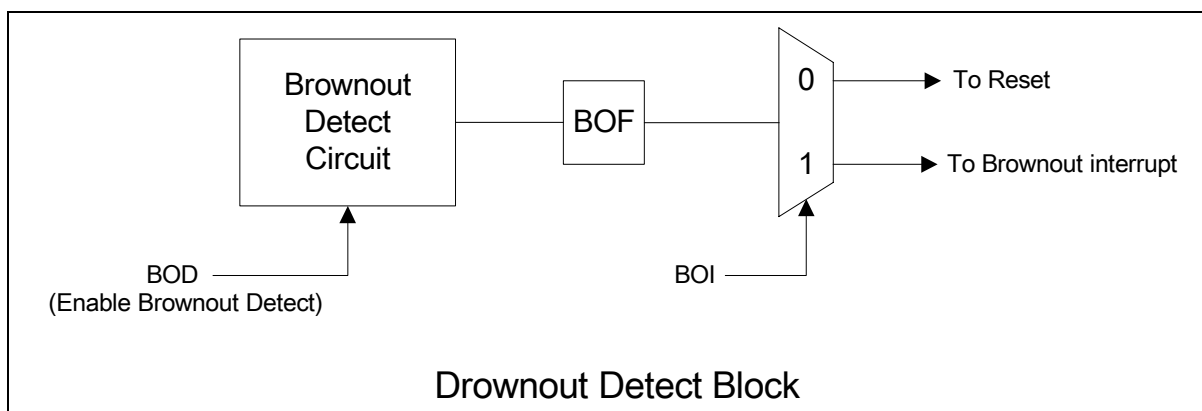 Brownout
Detect
Circuit
BOF
0
To Reset
1
To Brownout interrupt
BOD
(Enable Brownout Detect)
BOI
Drownout Detect Block